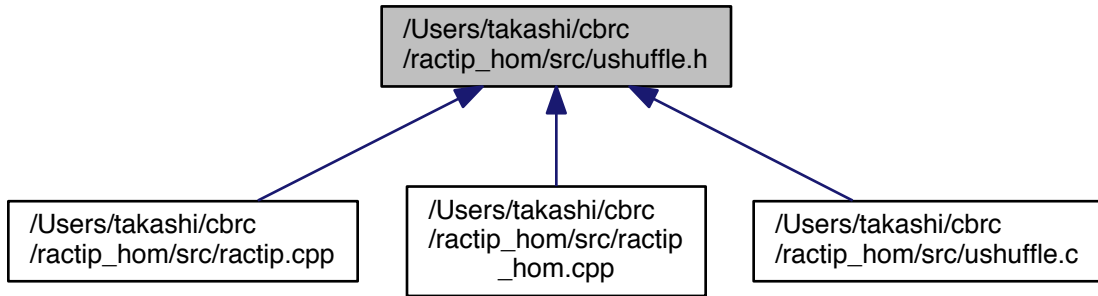 /Users/takashi/cbrc
/ractip_hom/src/ushuffle.h
/Users/takashi/cbrc
/ractip_hom/src/ractip.cpp
/Users/takashi/cbrc
/ractip_hom/src/ractip
_hom.cpp
/Users/takashi/cbrc
/ractip_hom/src/ushuffle.c